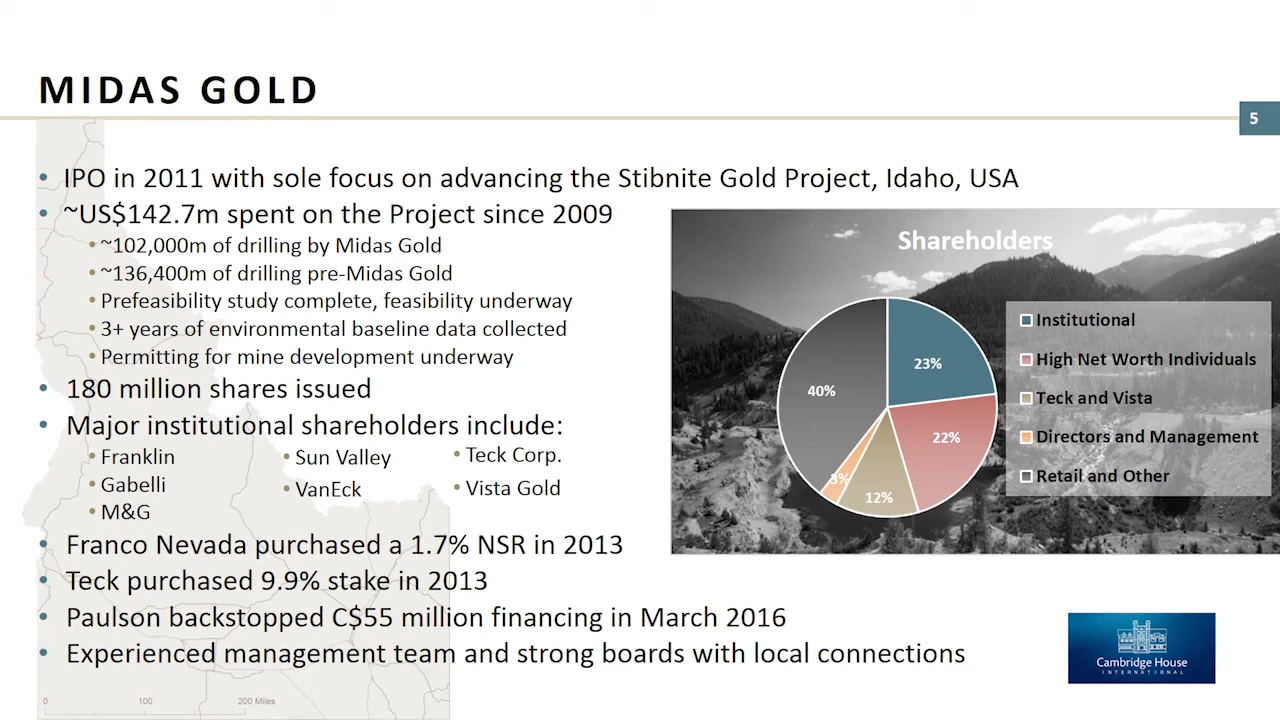 MIDAS GOLD
5
• IPO in 2011 with sole focus on advancing the Stibnite Gold Project, Idaho, USA
• ~US$142.7m spent on the Project since 2009
• ~102,000m of drilling by Midas Gold
• ~136,400m of drilling pre-Midas Gold
• Prefeasibility study complete, feasibility underway
• 3+ years of environmental baseline data collected
• Permitting for mine development underway
• 180 million shares issued
• Major institutional shareholders include:
• Franklin
• Gabelli
• M&G
• Sun Valley
• VanEck
• Teck Corp.
• Vista Gold
• Franco Nevada purchased a 1.7% NSR in 2013
• Teck purchased 9.9% stake in 2013
• Paulson backstopped C$55 million financing in March 2016
• Experienced management team and strong boards with local connections
0 100 200 Miles
Shareholders
23%
22%
12%
3%
40%
Institutional
High Net Worth Individuals
Teck and Vista
Directors and Management
Retail and Other
Cambridge House
INTERNATIONAL